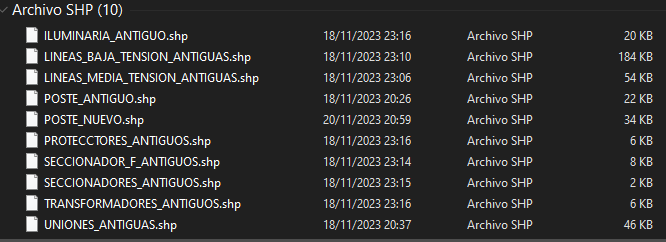 Archivo SHP (10)
ILUMINARIA_ANTIGUO.shp 18/11/2023 23:16 Archivo SHP 20 KB
LINEAS_BAJA_TENSION_ANTIGUAS.shp 18/11/2023 23:10 Archivo SHP 184 KB
LINEAS_MEDIA_TENSION_ANTIGUAS.shp 18/11/2023 23:06 Archivo SHP 54 KB
POSTE_ANTIGUO.shp 18/11/2023 20:26 Archivo SHP 22 KB
POSTE_NUEVO.shp 20/11/2023 20:59 Archivo SHP 34 KB
PROTECCTORES_ANTIGUOS.shp 18/11/2023 23:16 Archivo SHP 6 KB
SECCIONADOR_F_ANTIGUOS.shp 18/11/2023 23:14 Archivo SHP 8 KB
SECCIONADORES_ANTIGUOS.shp 18/11/2023 23:15 Archivo SHP 2 KB
TRANSFORMADORES_ANTIGUOS.shp 18/11/2023 23:16 Archivo SHP 6 KB
UNIONES_ANTIGUAS.shp 18/11/2023 20:37 Archivo SHP 46 KB